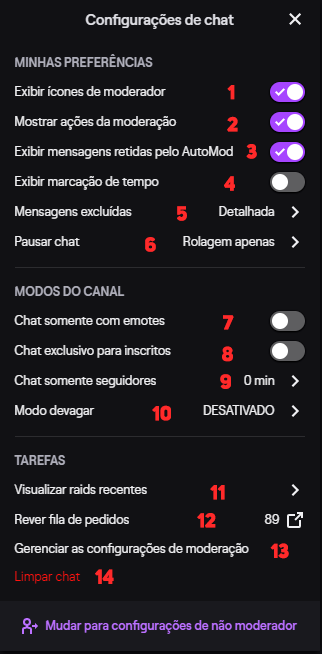 Configurações de chat
MINHAS PREFERÊNCIAS
Exibir ícones de moderador 1
Mostrar ações da moderação 2
Exibir mensagens retidas pelo AutoMod 3
Exibir marcação de tempo 4
Mensagens excluídas 5 Detalhada
Pausar chat 6 Rolagem apenas
MODOS DO CANAL
Chat somente com emotes 7
Chat exclusivo para inscritos 8
Chat somente seguidores 9 0 min
Modo devagar 10 DESATIVADO
TAREFAS
Visualizar raids recentes 11
Rever fila de pedidos 12 89
Gerenciar as configurações de moderação 13
Limpar chat 14
Mudar para configurações de não moderador